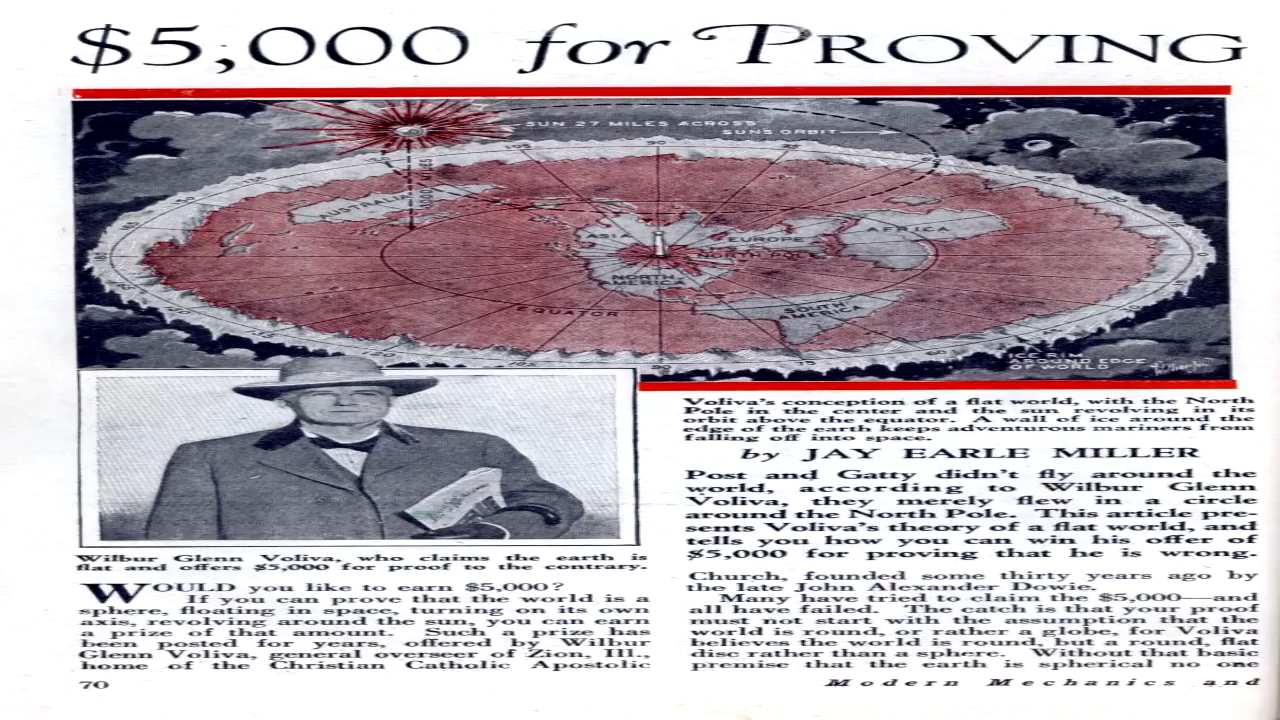 $5,000 for PROVING
SUN 27 MILES ACROSS
SUN'S ORBIT
105
90
AUSTRALIA
ASIA
EUROPE
AFRICA
NORTH POLE
NORTH
AMERICA
EQUATOR
SOUTH
AMERICA
ICE RIM
AROUND EDGE
OF WORLD
Voliva's conception of a flat world, with the North
Pole in the center and the sun revolving in its
orbit above the equator. A wall of ice around the
edge of the earth keeps adventurous mariners from
falling off into space.
by JAY EARLE MILLER
Post and Gatty didn't fly around the
world, according to Wilbur Glenn
Voliva, they merely flew in a circle
around the North Pole. This article pre-
sents Voliva's theory of a flat world, and
tells you how you can win his offer of
$5,000 for proving that he is wrong.
Wilbur Glenn Voliva, who claims the earth is
flat and offers $5,000 for proof to the contrary.
WOULD you like to earn $5,000?
If you can prove that the world is a
sphere, floating in space, turning on its own
axis, revolving around the sun, you can earn
a prize of that amount. Such a prize has
been posted for years, offered by Wilbur
Glenn Voliva, general overseer of Zion, Ill.,
home of the Christian Catholic Apostolic
Church, founded some thirty years ago by
the late John Alexander Dowie.
Many have tried to claim the $5,000—and
all have failed. The catch is that your proof
must not start with the assumption that the
world is round, or rather a globe, for Voliva
believes the world is round, but a round, flat
disc rather than a sphere. Without that basic
premise that the earth is spherical no one
70
Modern Mechanics and